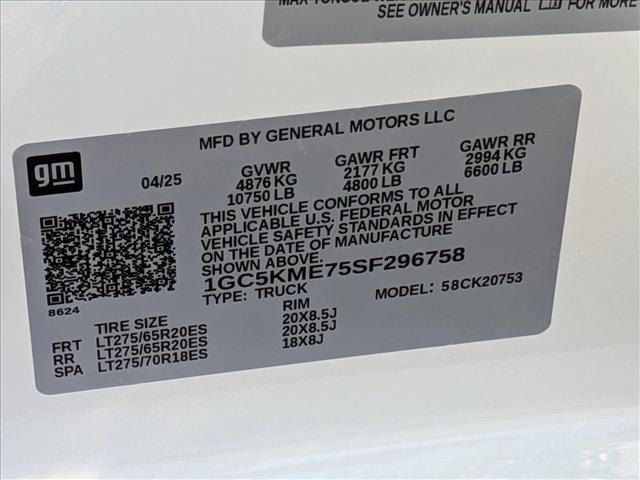 SEE OWNER'S MANUAL FOR MORE
MFD BY GENERAL MOTORS LLC
gm
04/25
GVWR GAWR FRT GAWR RR
4876 KG 2177 KG 2994 KG
10750 LB 4800 LB 6600 LB
THIS VEHICLE CONFORMS TO ALL
APPLICABLE U.S. FEDERAL MOTOR
VEHICLE SAFETY STANDARDS IN EFFECT
ON THE DATE OF MANUFACTURE
SHOWN ABOVE.
1GC5KME75SF296758
8624
TYPE: TRUCK MODEL: 58CK20753
TIRE SIZE RIM
FRT LT275/65R20ES 20X8.5J
RR LT275/65R20ES 20X8.5J
SPA LT275/70R18ES 18X8J